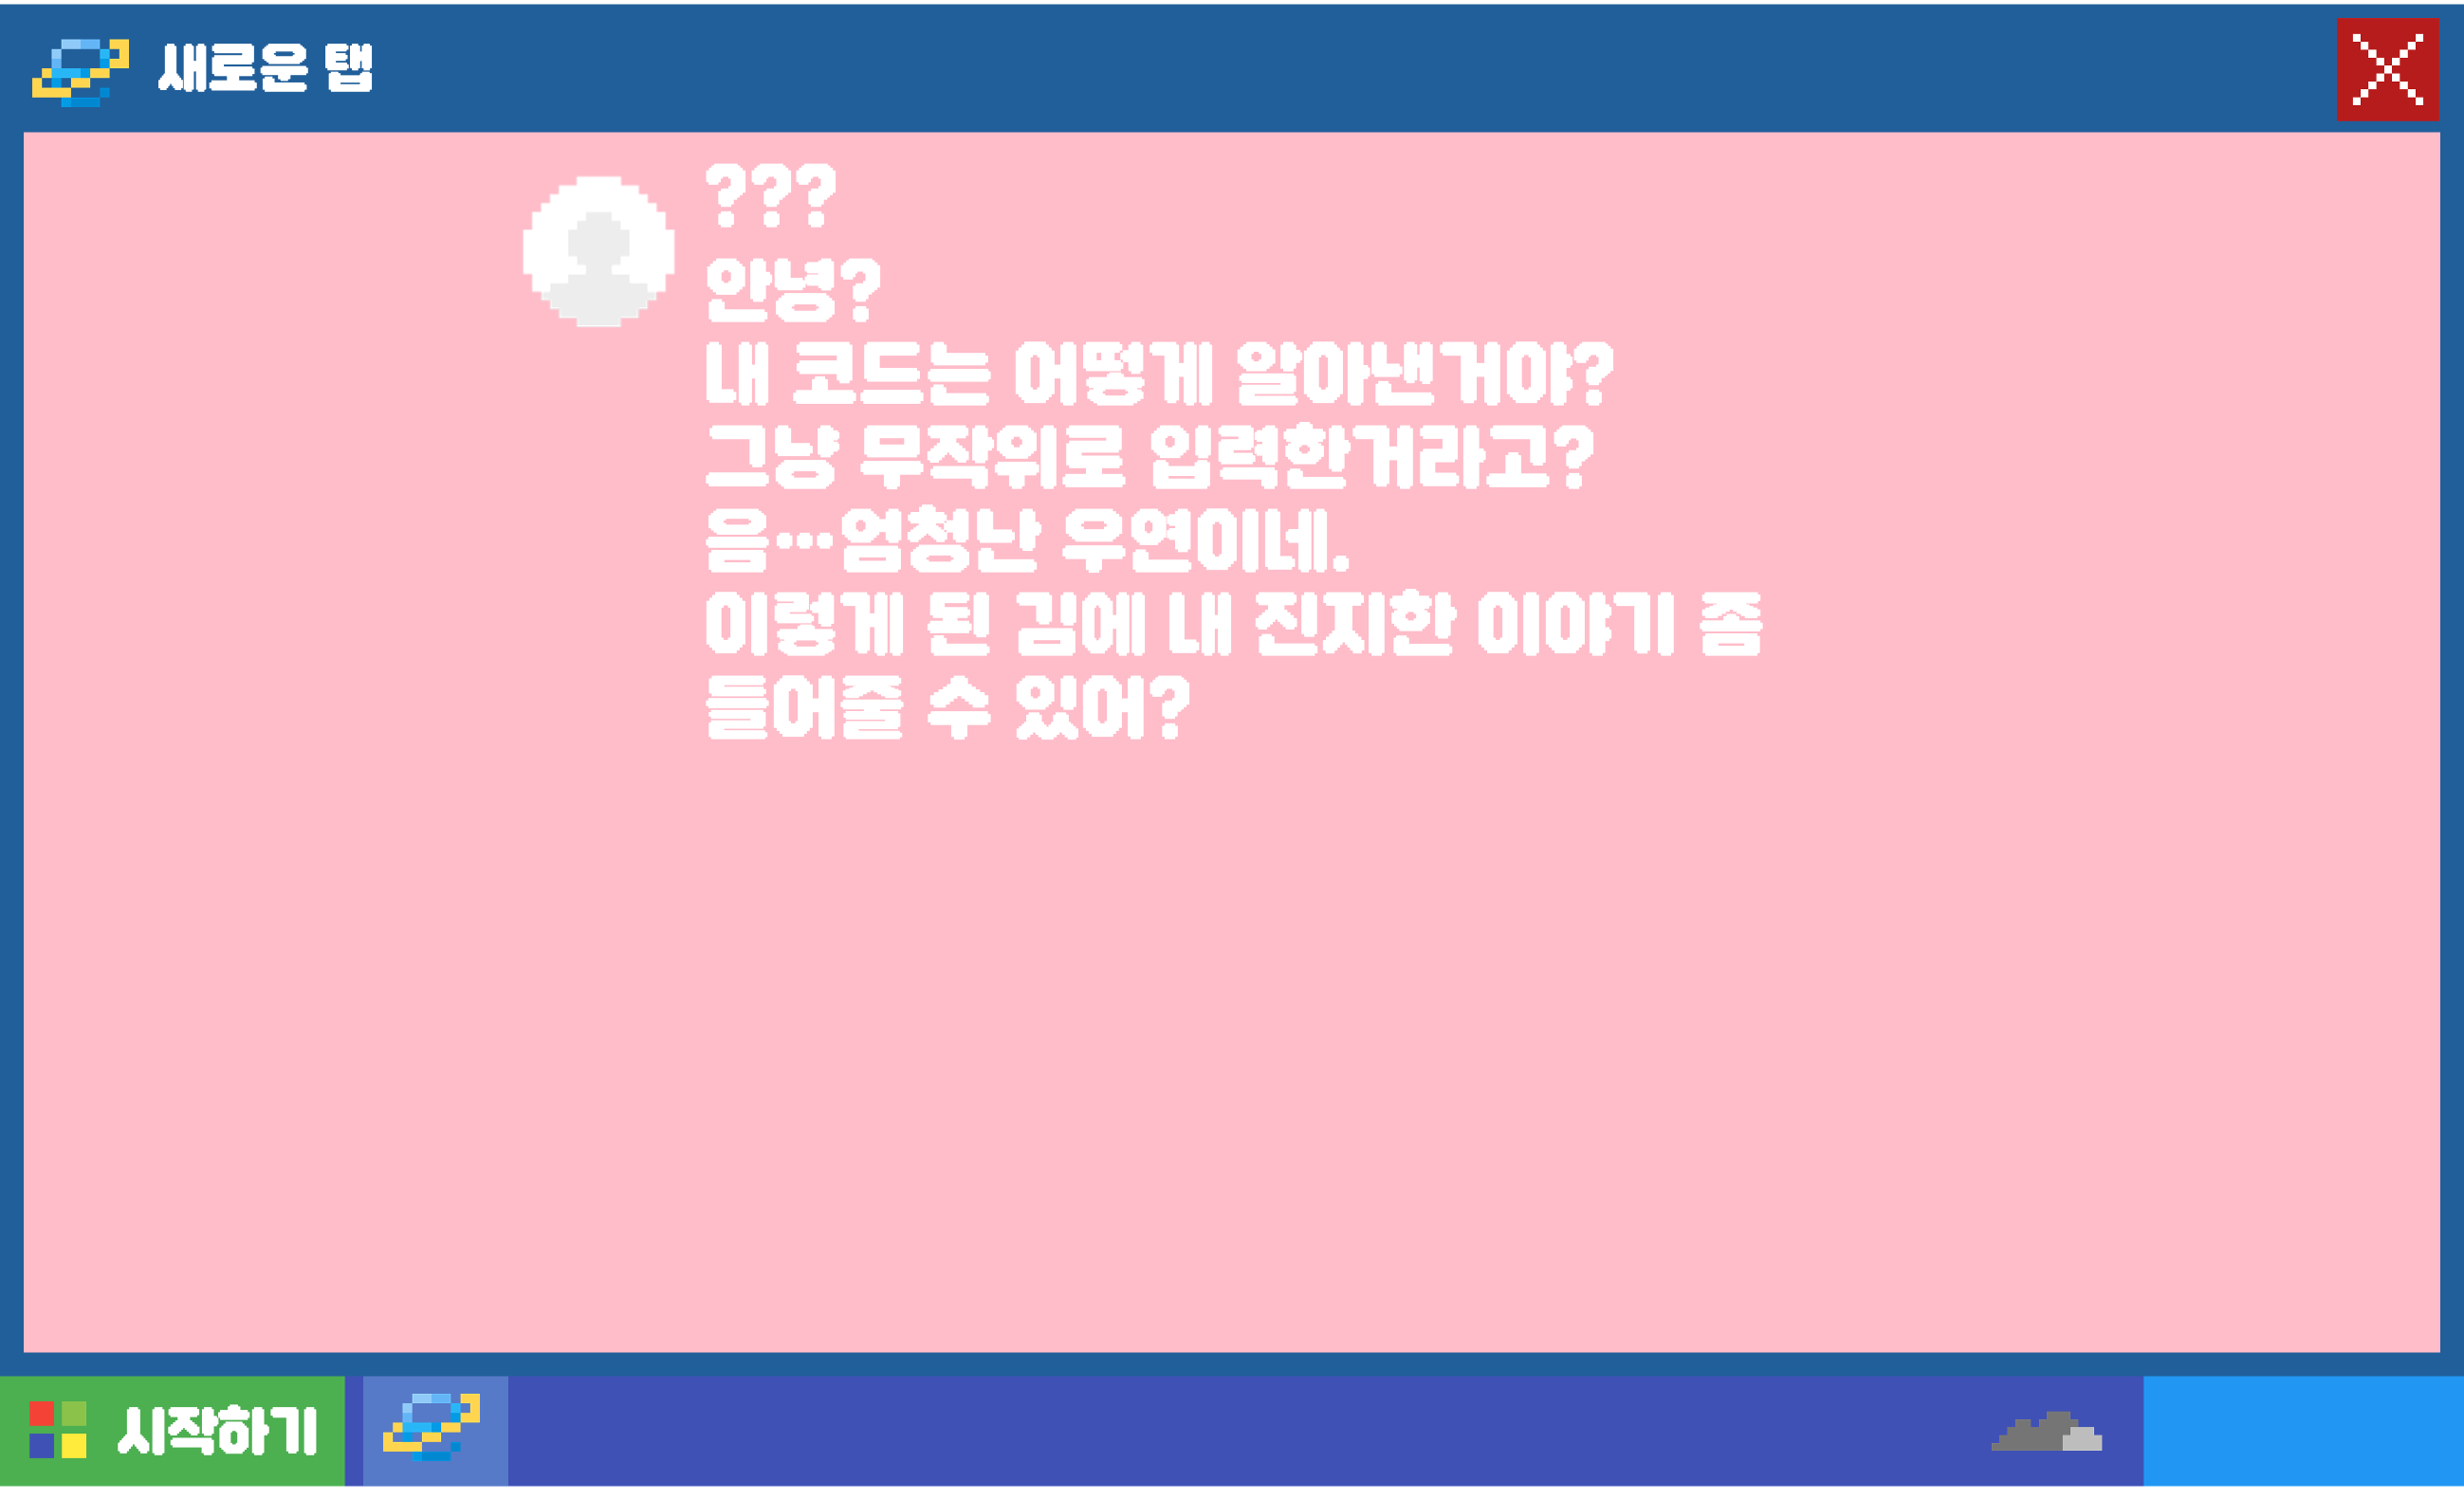 새로운 탭
???
안녕?
내 코드는 어떻게 알아낸거야?
그냥 무작위로 입력한거라고?
음…엄청난 우연이네.
이렇게 된 김에 내 진지한 이야기 좀
들어줄 수 있어?
시작하기